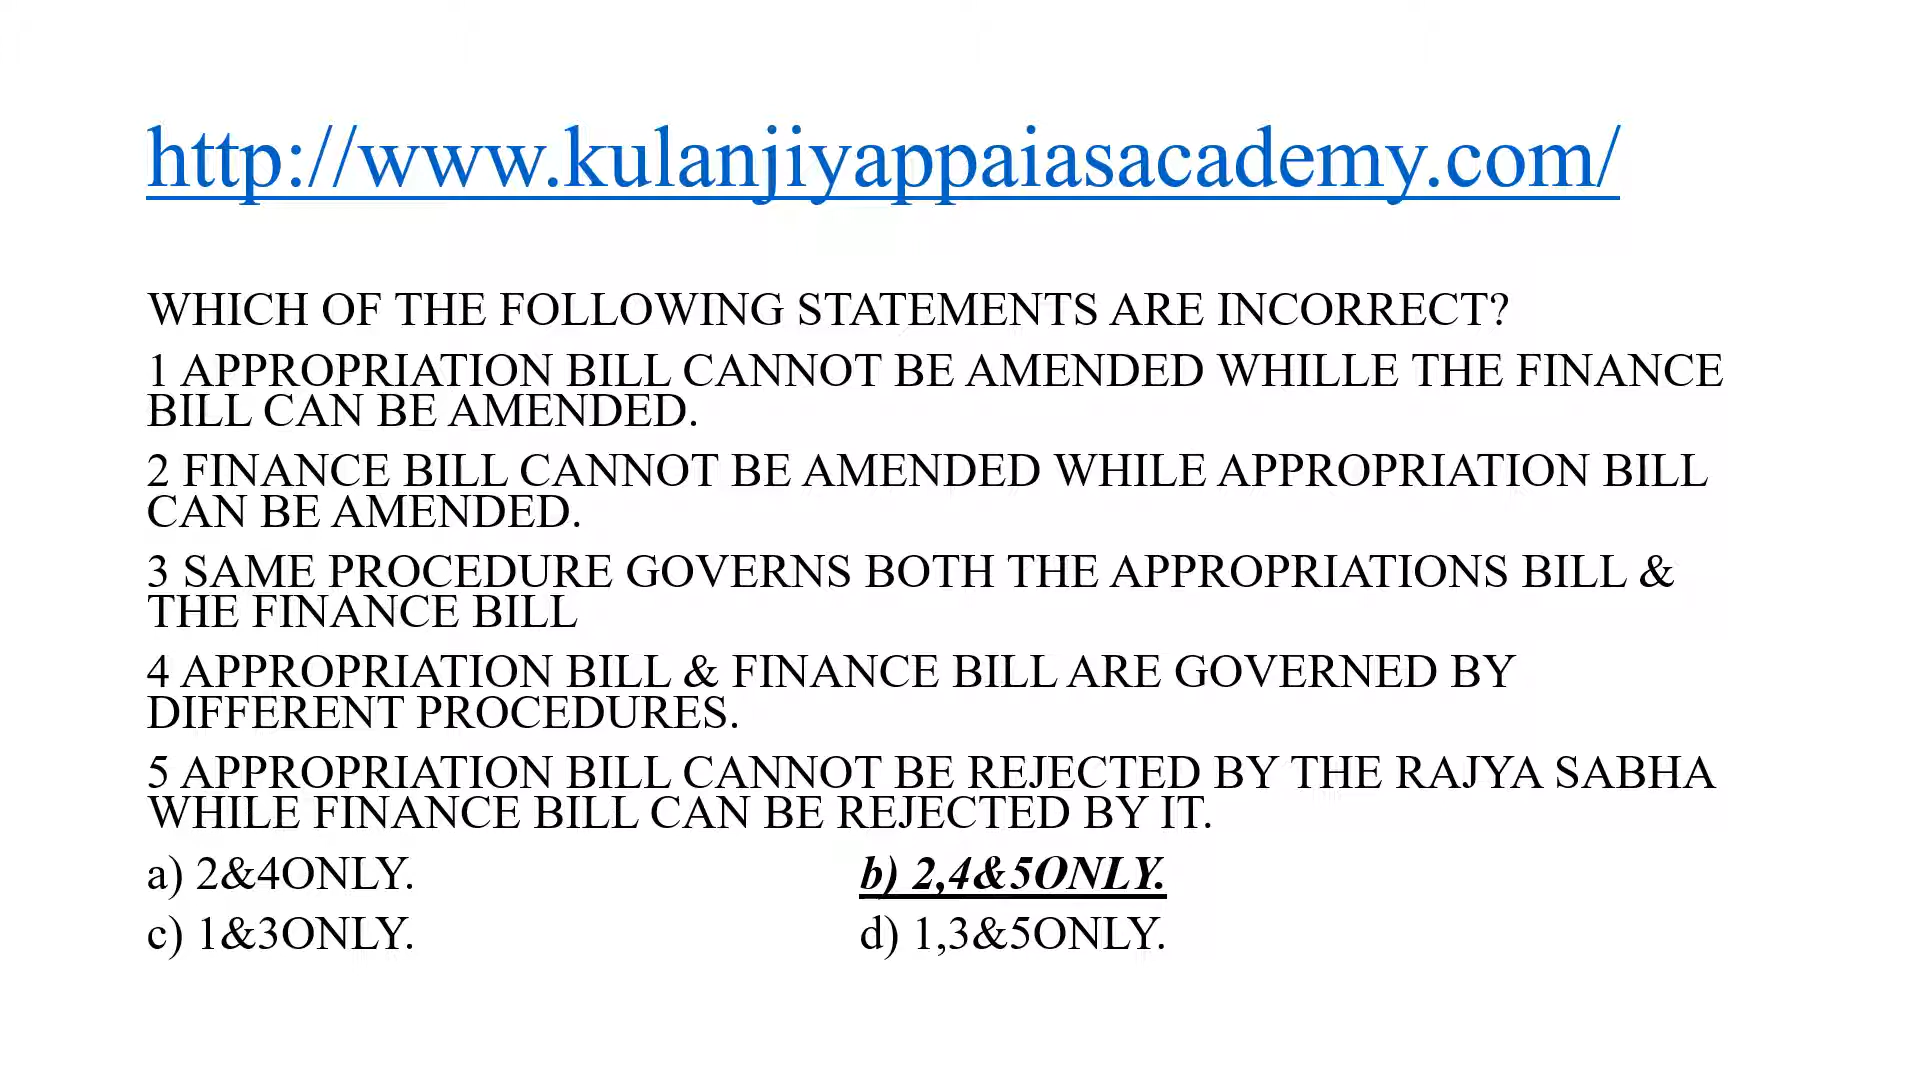 http://www.kulanjiyappaiasacademy.com/
WHICH OF THE FOLLOWING STATEMENTS ARE INCORRECT?
1 APPROPRIATION BILL CANNOT BE AMENDED WHILLE THE FINANCE
BILL CAN BE AMENDED.
2 FINANCE BILL CANNOT BE AMENDED WHILE APPROPRIATION BILL
CAN BE AMENDED.
3 SAME PROCEDURE GOVERNS BOTH THE APPROPRIATIONS BILL &
THE FINANCE BILL
4 APPROPRIATION BILL & FINANCE BILL ARE GOVERNED BY
DIFFERENT PROCEDURES.
5 APPROPRIATION BILL CANNOT BE REJECTED BY THE RAJYA SABHA
WHILE FINANCE BILL CAN BE REJECTED BY IT.
a) 2&4ONLY. b) 2,4&5ONLY.
c) 1&3ONLY. d) 1,3&5ONLY.